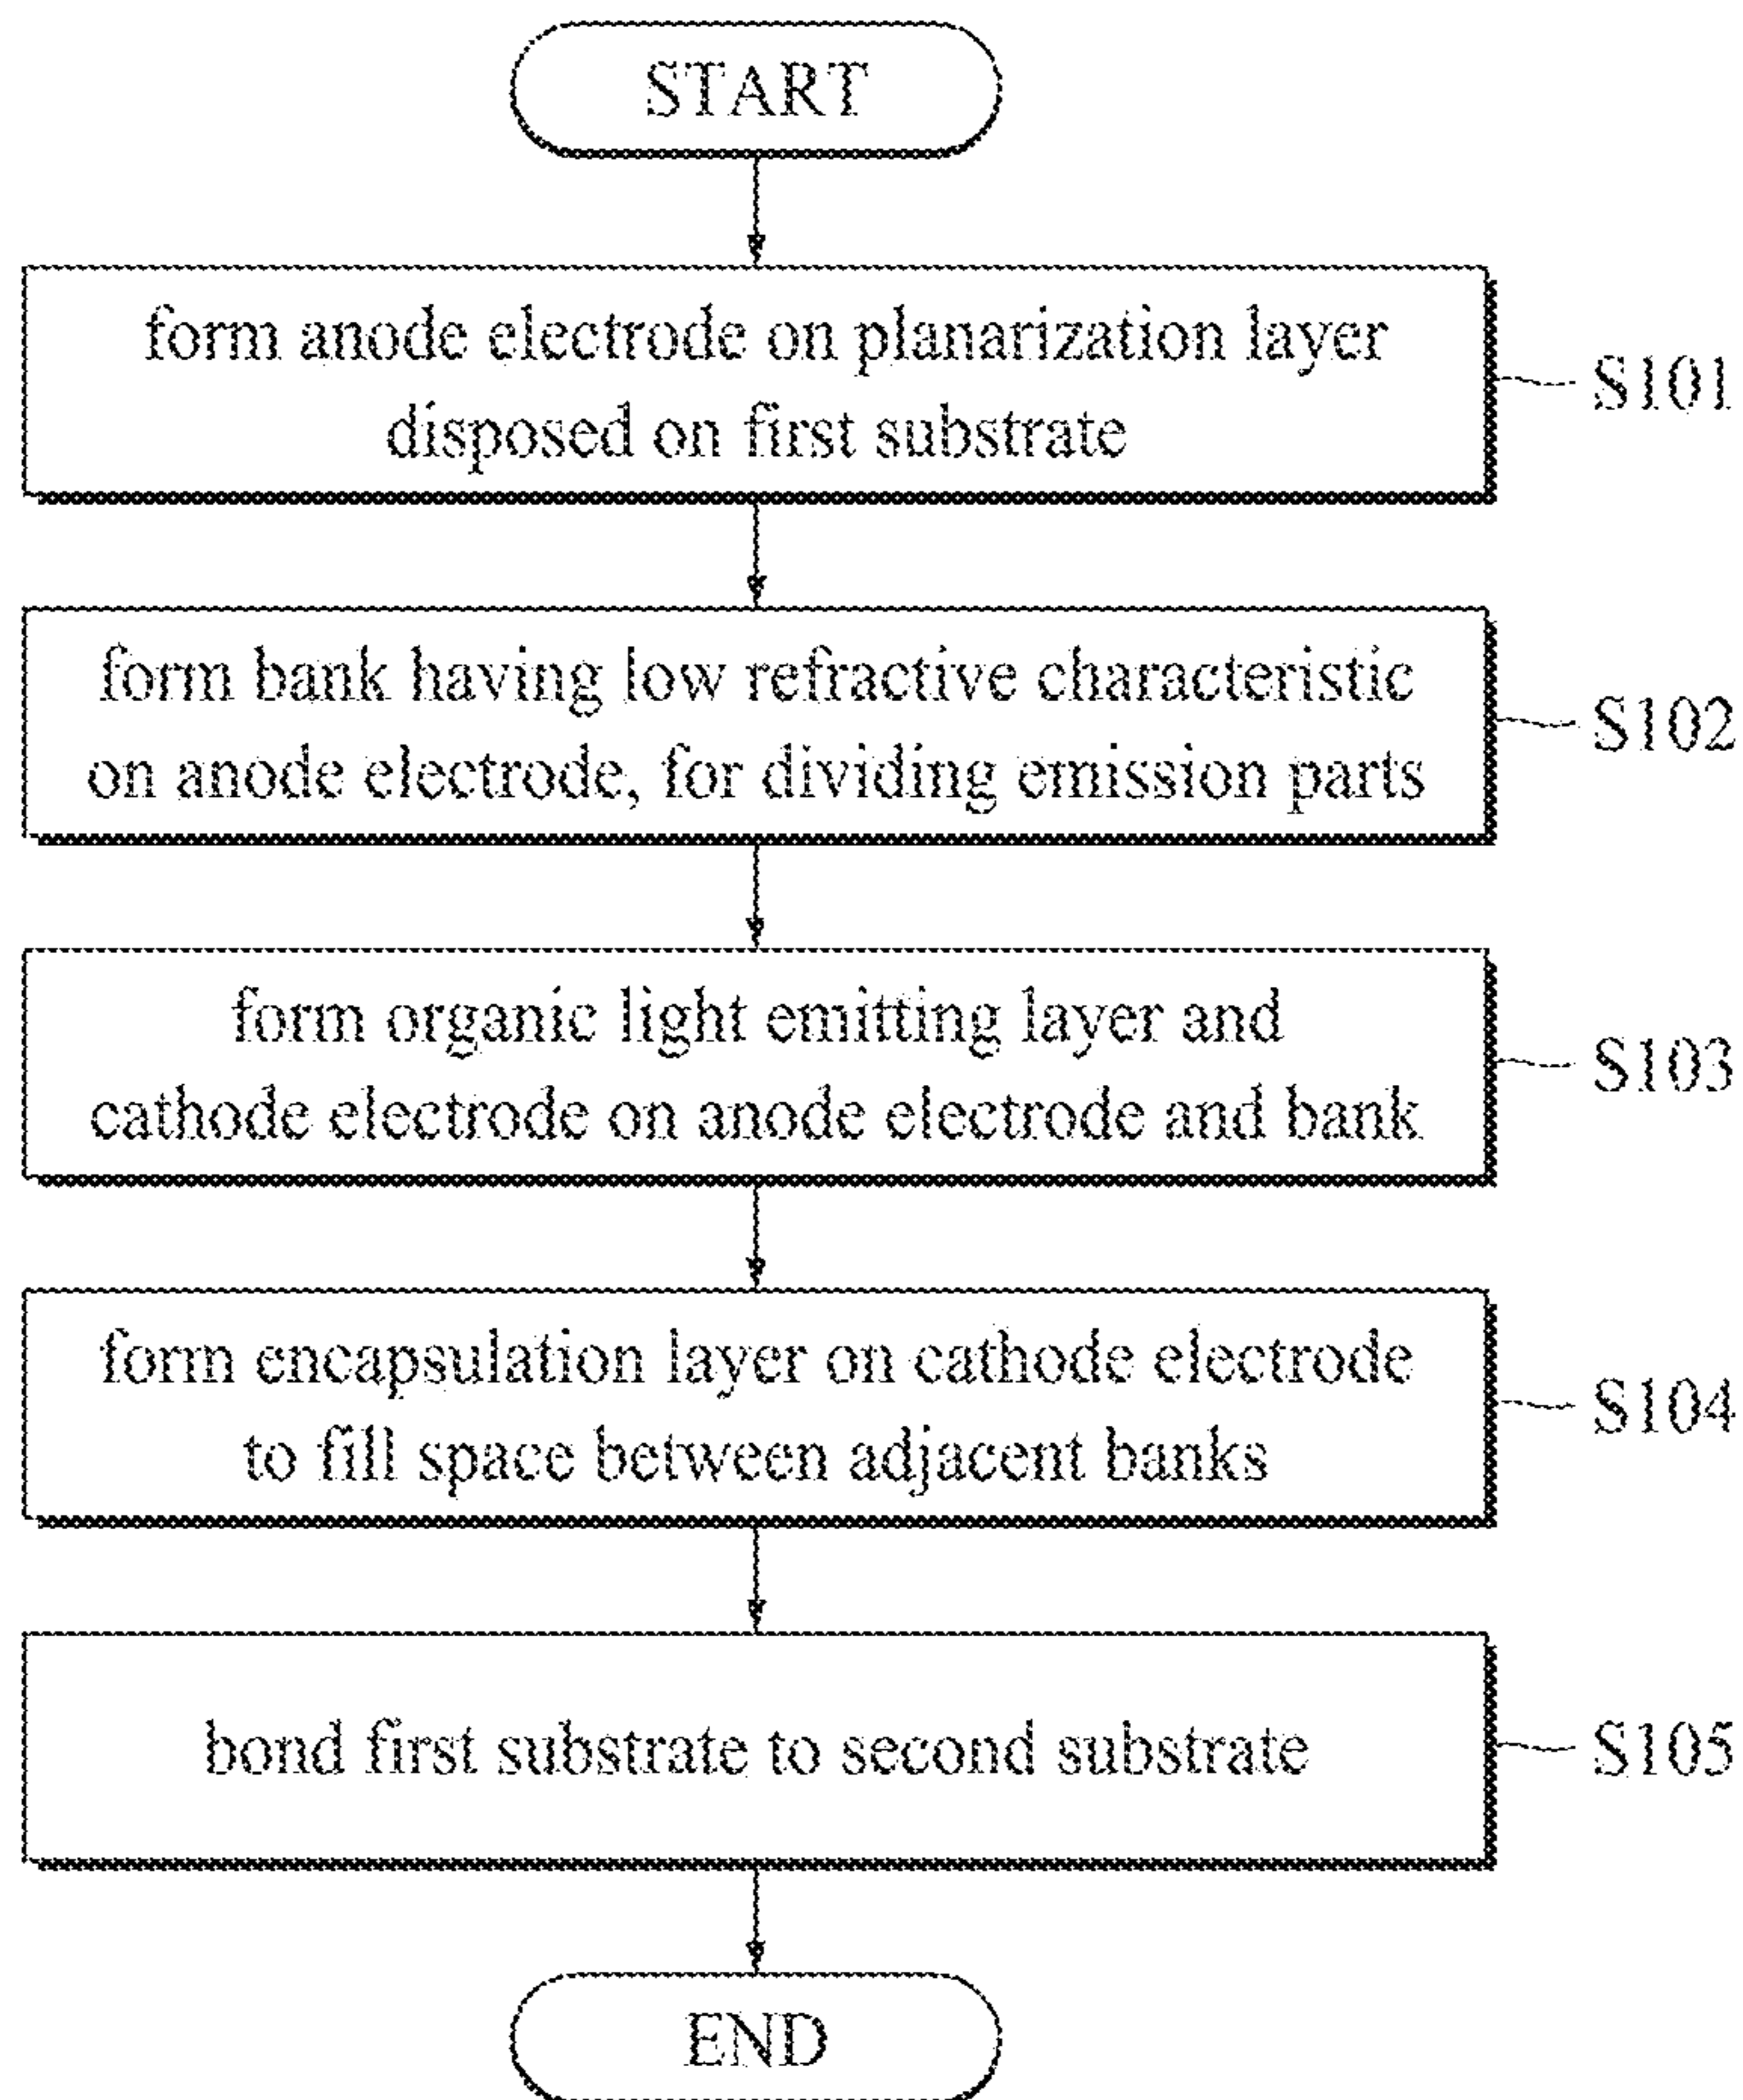 START
form anode electrode on planarization layer
disposed on first substrate
S101
form bank having low refractive characteristic
on anode electrode, for dividing emission parts
S102
form organic light emitting layer and
cathode electrode on anode electrode and bank
S103
form encapsulation layer on cathode electrode
to fill space between adjacent banks
S104
bond first substrate to second substrate
S105
END